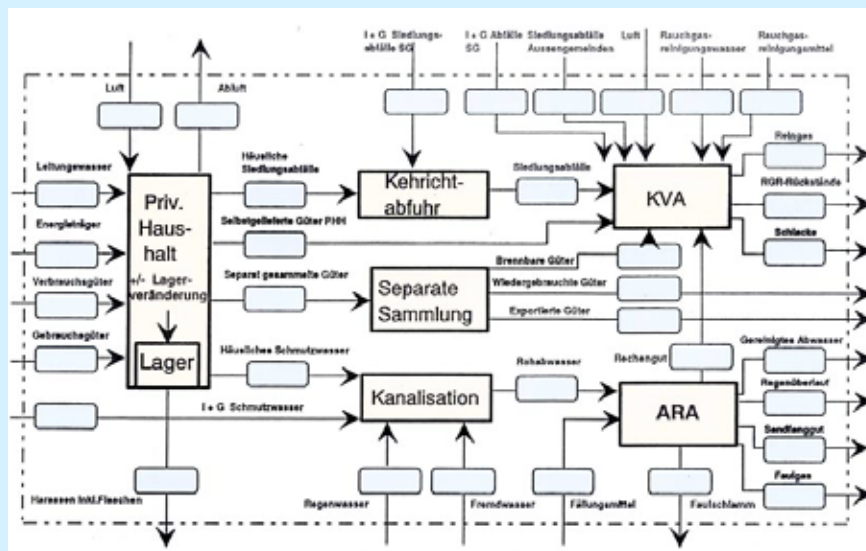 I + G Siedlungs-
abfälle SG
I + G Abfälle
SG
Siedlungsabfälle
Aussengemeinden
Luft
Rauchgas-
reinigungswasser
Rauchgas-
reinigungsmittel
Luft
Abluft
Leitungswasser
Häusliche
Siedlungsabfälle
Kehricht-
abfuhr
Siedlungsabfälle
KVA
Reingas
RGR-Rückstände
Schlacke
Priv.
Haus-
halt
+/- Lager-
veränderung
Lager
Energieträger
Selbstgelieferte Güter PHH
Brennbare Güter
Verbrauchsgüter
Separat gesammelte Güter
Separate
Sammlung
Wiedergebrauchte Güter
Exportierte Güter
Gebrauchsgüter
Häusliches Schmutzwasser
Rohabwasser
Rechengut
Gereinigtes Abwasser
Regenüberlauf
I + G Schmutzwasser
Kanalisation
ARA
Sandfanggut
Faulgas
Harassen inkl. Flaschen
Regenwasser
Fremdwasser
Fällungsmittel
Faulschlamm